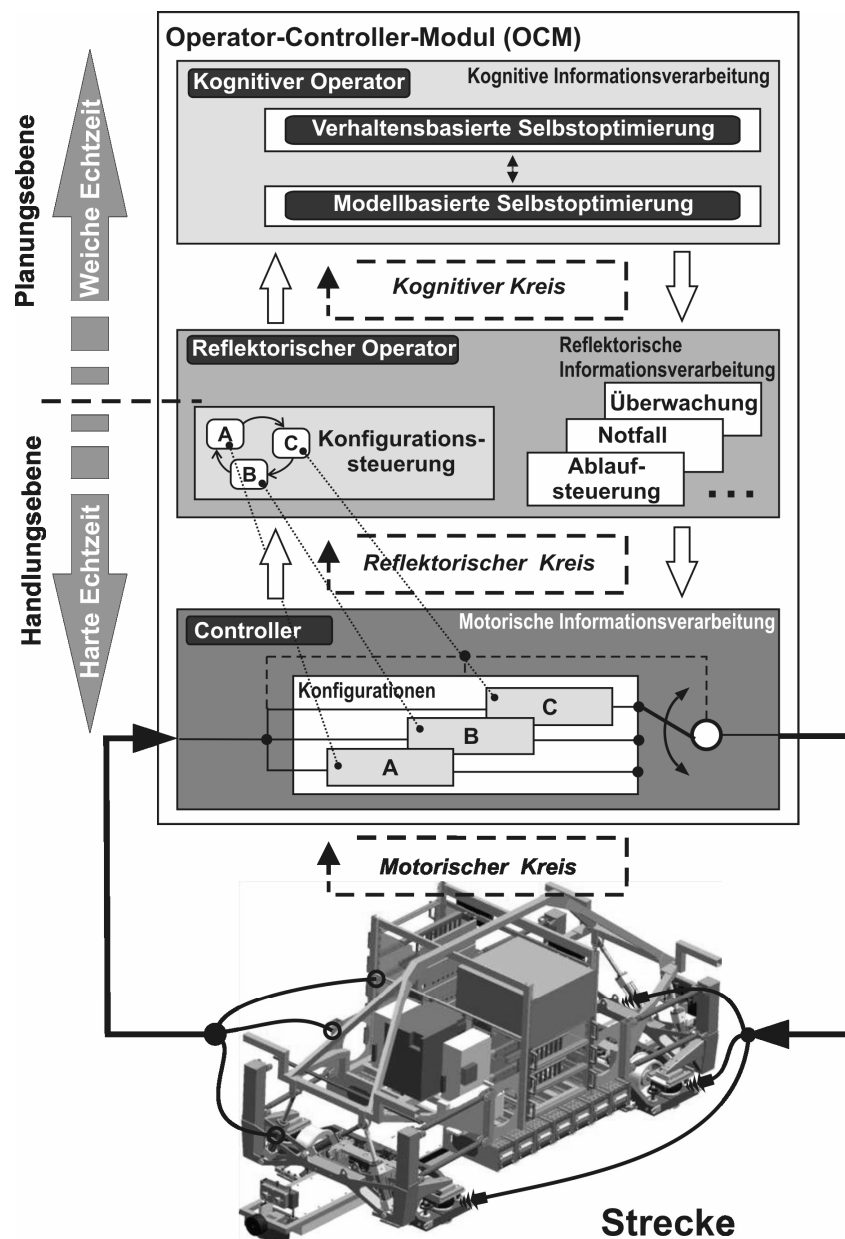 Operator-Controller-Modul (OCM)
Kognitiver Operator
Kognitive Informationsverarbeitung
Verhaltensbasierte Selbstoptimierung
Modellbasierte Selbstoptimierung
Planungsebene
Weiche Echtzeit
Kognitiver Kreis
Reflektorischer Operator
Reflektorische
Informationsverarbeitung
Überwachung
Notfall
Ablauf-
steuerung
...
A
C
B
Konfigurations-
steuerung
Handlungsebene
Harte Echtzeit
Reflektorischer Kreis
Controller
Motorische Informationsverarbeitung
Konfigurationen
C
B
A
Motorischer Kreis
Strecke